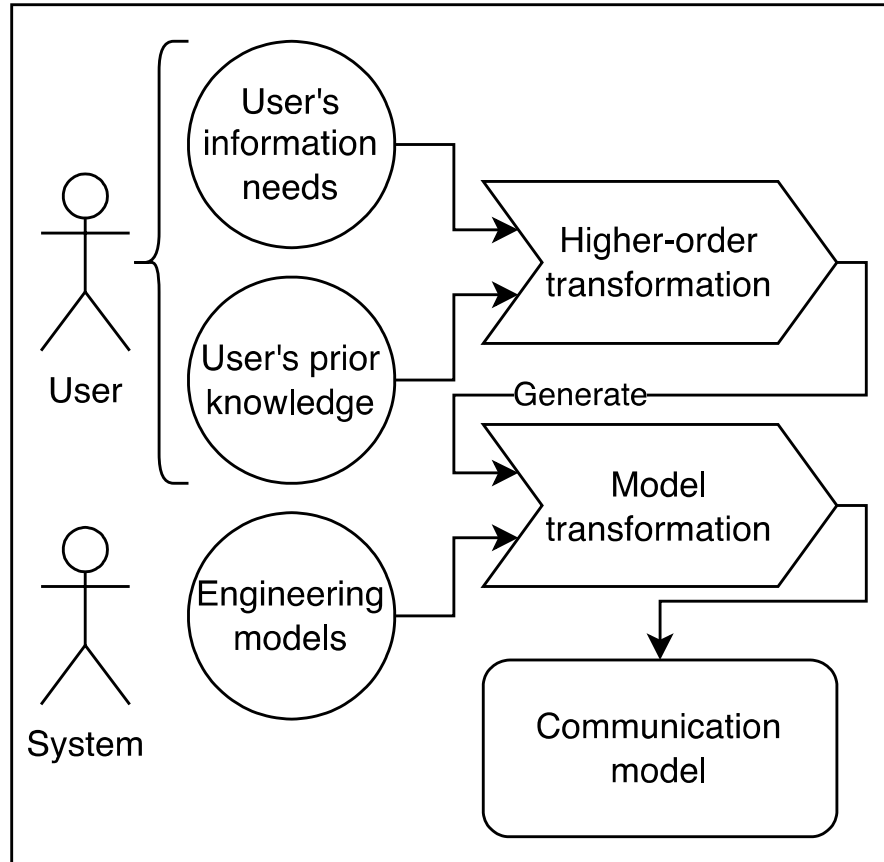 User's
information
needs
Higher-order
transformation
User's prior
knowledge
User
Generate
Model
transformation
Engineering
models
System
Communication
model